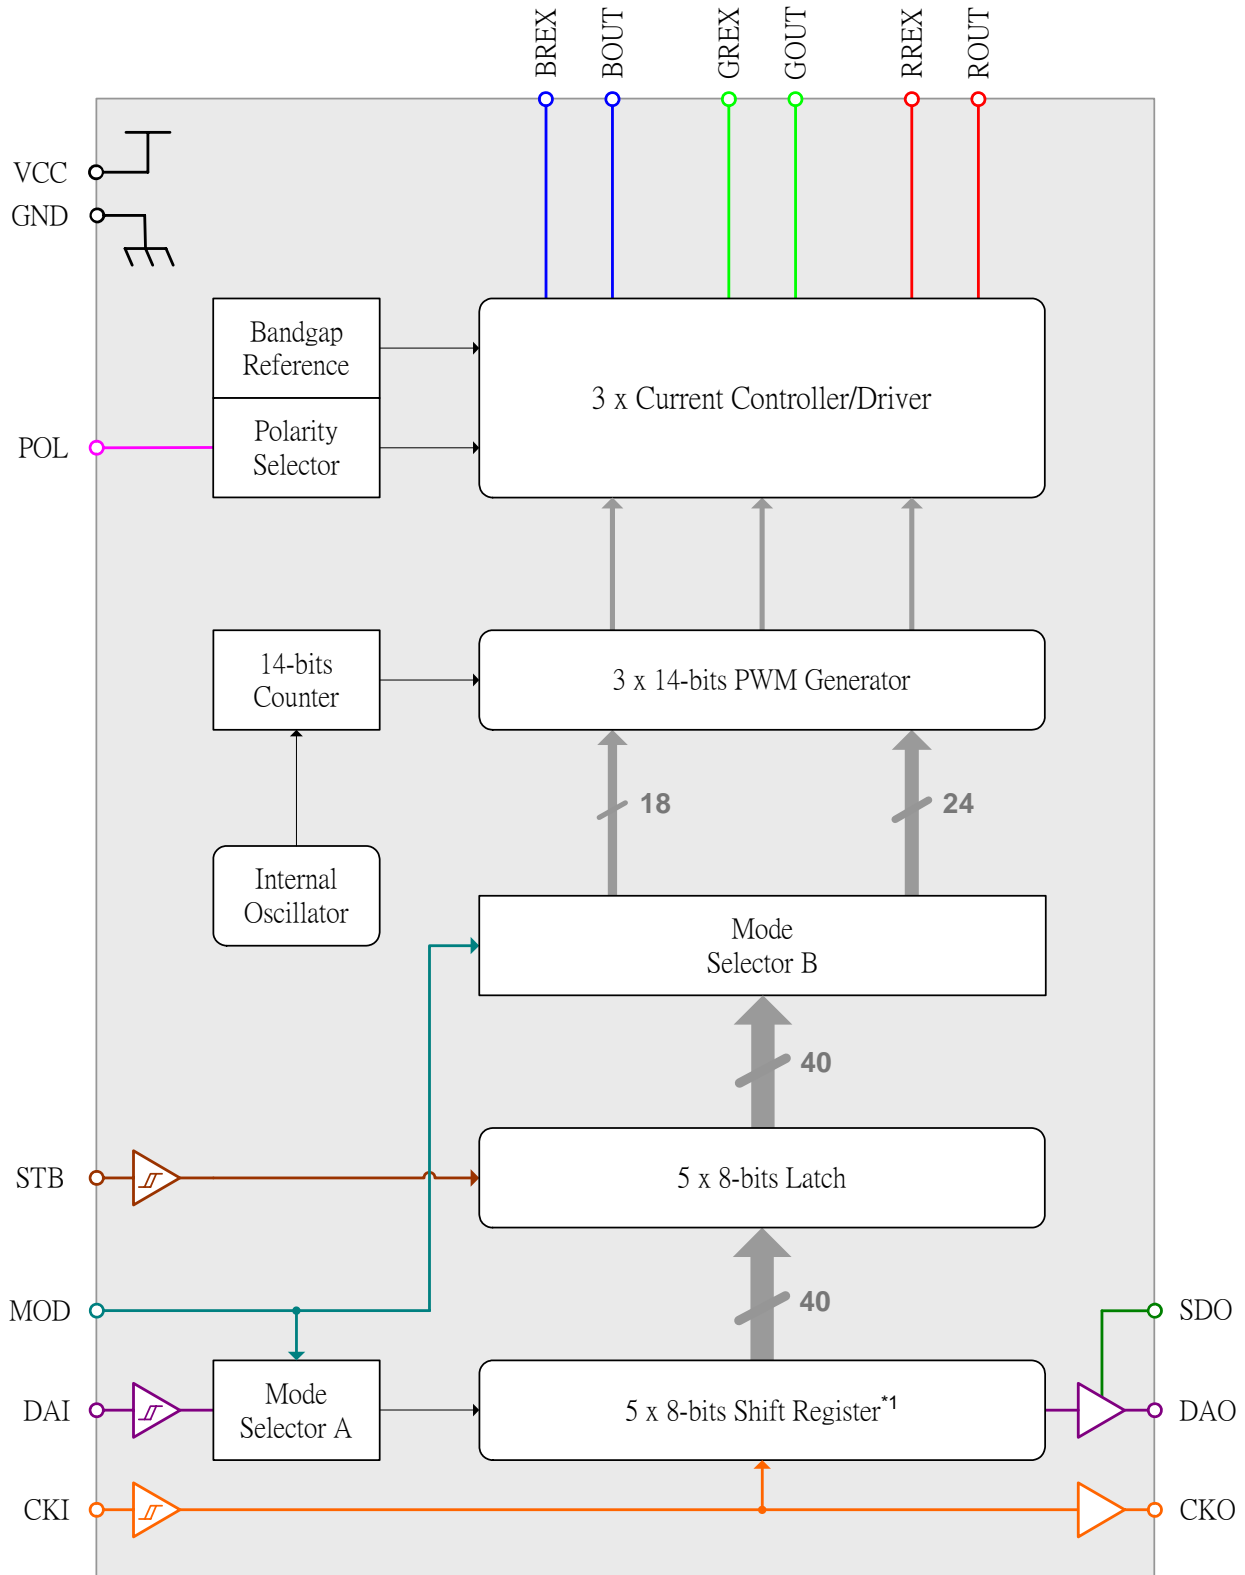 BREX
BOUT
GREX
GOUT
RREX
ROUT
VCC
GND
Bandgap
Reference
3 x Current Controller/Driver
POL
Polarity
Selector
14-bits
Counter
3 x 14-bits PWM Generator
18
24
Internal
Oscillator
Mode
Selector B
40
STB
5 x 8-bits Latch
MOD
40
SDO
DAI
Mode
Selector A
5 x 8-bits Shift Register*1
DAO
CKI
CKO